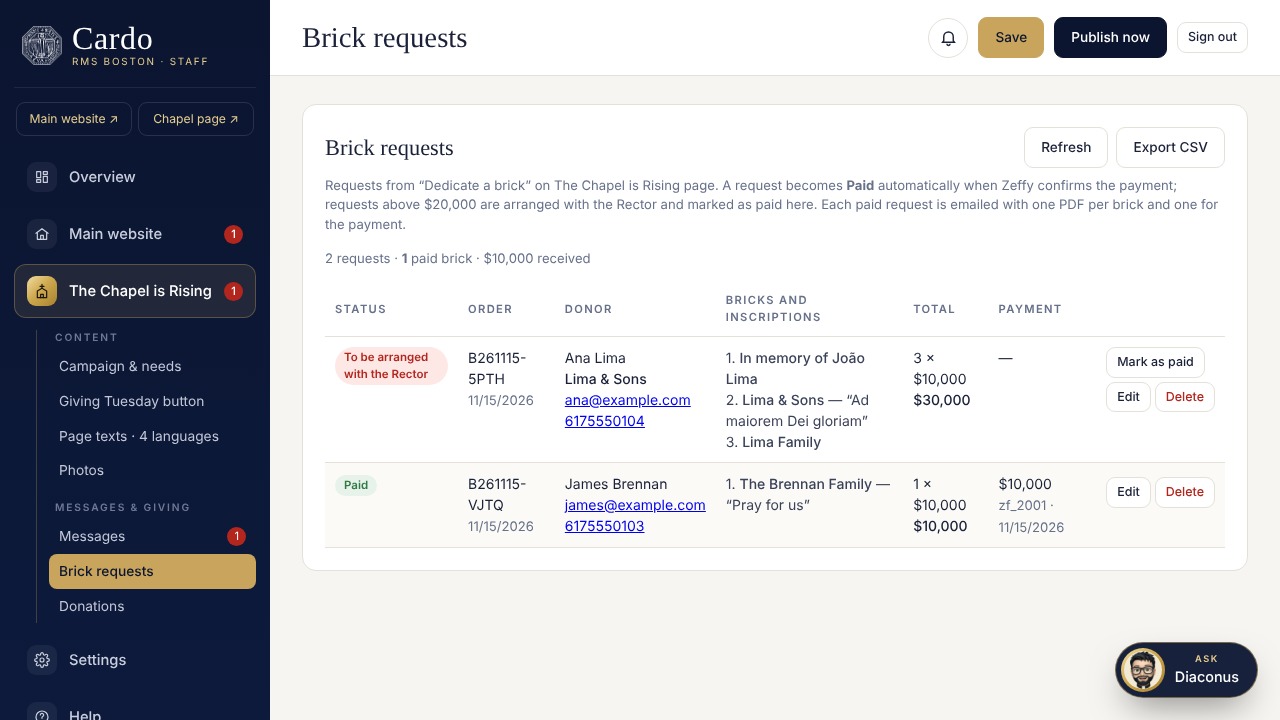 Cardo
RMS BOSTON · STAFF
Main website ↗
Chapel page ↗
Overview
Main website
1
The Chapel is Rising
1
CONTENT
Campaign & needs
Giving Tuesday button
Page texts · 4 languages
Photos
MESSAGES & GIVING
Messages
1
Brick requests
Donations
Settings
Help
Brick requests
Save
Publish now
Sign out
Brick requests
Refresh
Export CSV
Requests from “Dedicate a brick” on The Chapel is Rising page. A request becomes Paid automatically when Zeffy confirms the payment;
requests above $20,000 are arranged with the Rector and marked as paid here. Each paid request is emailed with one PDF per brick and one for
the payment.
2 requests · 1 paid brick · $10,000 received
STATUS
ORDER
DONOR
BRICKS AND
INSCRIPTIONS
TOTAL
PAYMENT
To be arranged
with the Rector
B261115-
5PTH
11/15/2026
Ana Lima
Lima & Sons
ana@example.com
6175550104
1. In memory of João
Lima
2. Lima & Sons — “Ad
maiorem Dei gloriam”
3. Lima Family
3 ×
$10,000
$30,000
—
Mark as paid
Edit
Delete
Paid
B261115-
VJTQ
11/15/2026
James Brennan
james@example.com
6175550103
1. The Brennan Family —
“Pray for us”
1 ×
$10,000
$10,000
$10,000
zf_2001 ·
11/15/2026
Edit
Delete
ASK
Diaconus